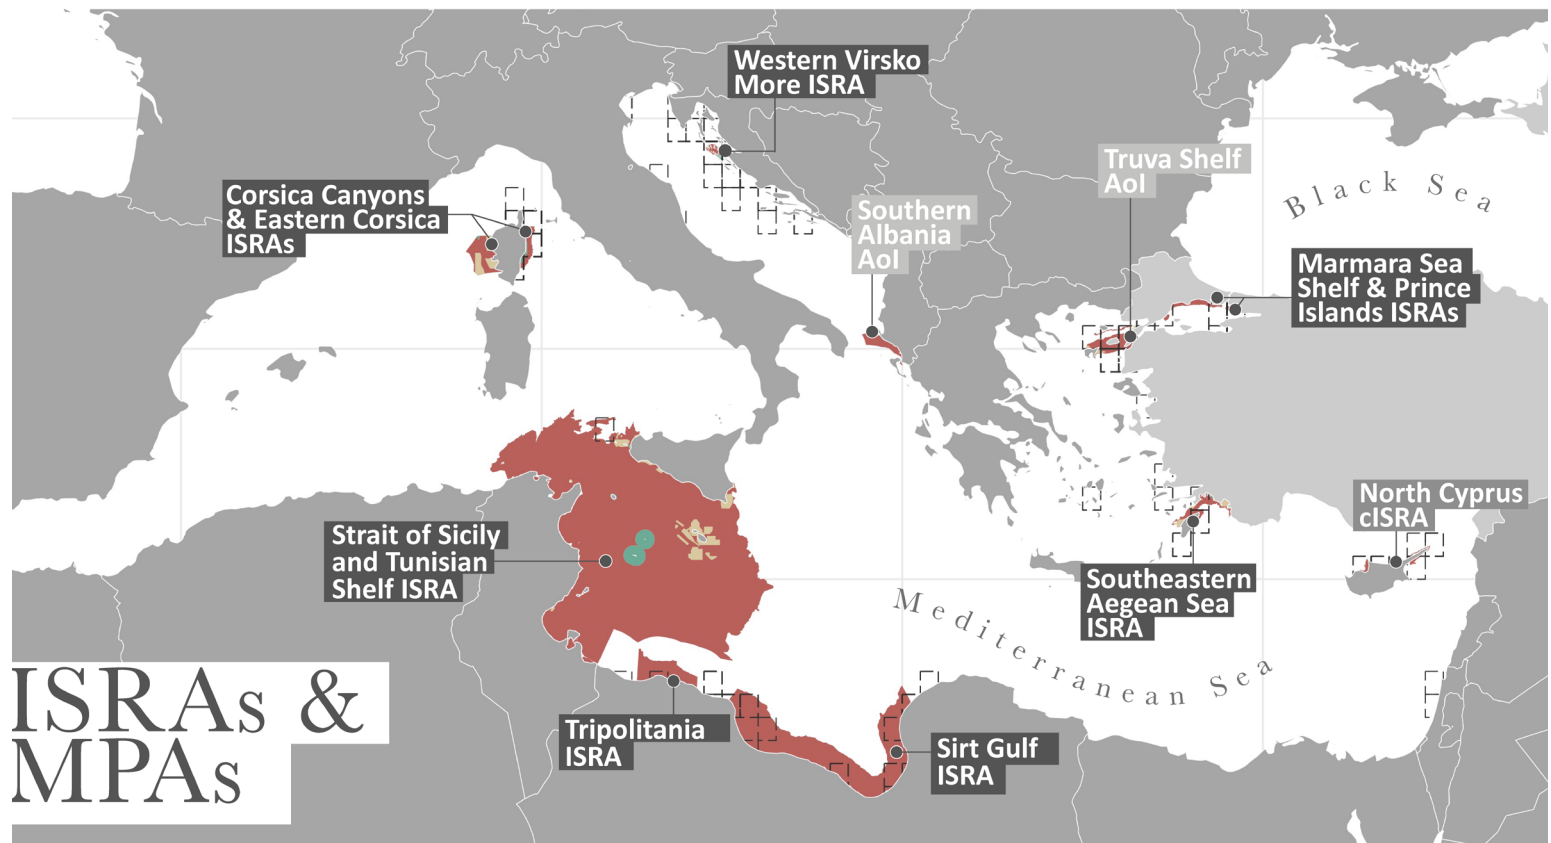 Western Virsko
More ISRA
Truva Shelf
AoI
Black Sea
Corsica Canyons
& Eastern Corsica
ISRAs
Southern
Albania
AoI
Marmara Sea
Shelf & Prince
Islands ISRAs
North Cyprus
cISRA
Strait of Sicily
and Tunisian
Shelf ISRA
Southeastern
Aegean Sea
ISRA
Mediterranean Sea
ISRAs &
MPAs
Tripolitania
ISRA
Sirt Gulf
ISRA